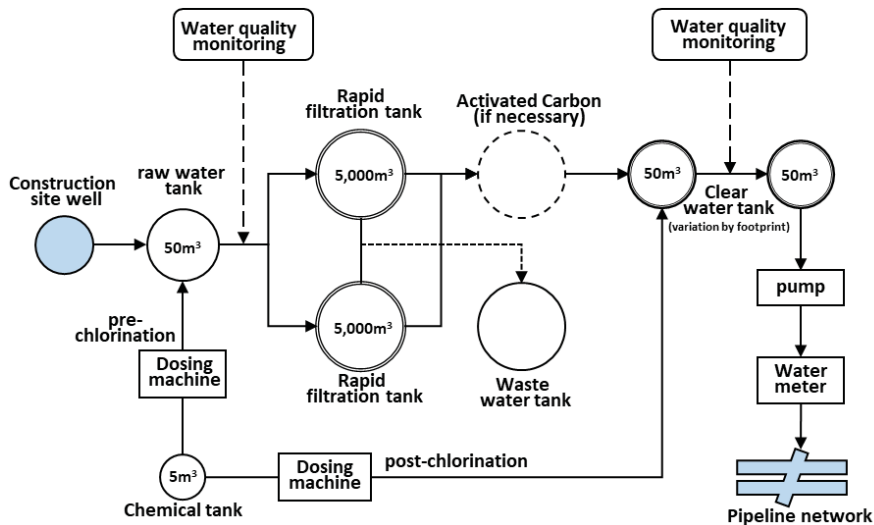 Water quality
monitoring
Water quality
monitoring
Rapid
filtration tank
Activated Carbon
(if necessary)
raw water
tank
Construction
site well
5,000m³
50m³
50m³
Clear
water tank
(variation by footprint)
50m³
pump
pre-
chlorination
5,000m³
Dosing
machine
Rapid
filtration tank
Waste
water tank
Water
meter
post-chlorination
5m³
Dosing
machine
Chemical tank
Pipeline network